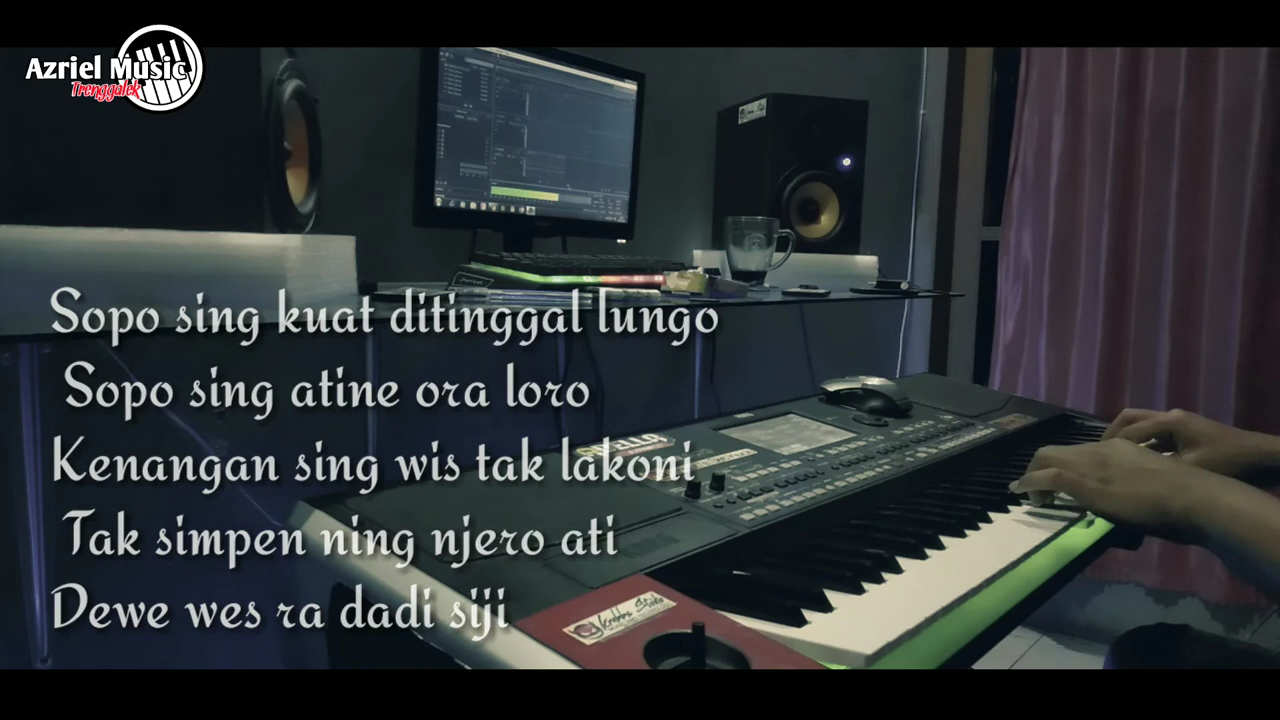 Azriel Music
Trenggalek
Sopo sing kuat ditinggal lungo
Sopo sing atine ora loro
Kenangan sing wis tak lakoni
Tak simpen ning njero ati
Dewe wes ra dadi siji